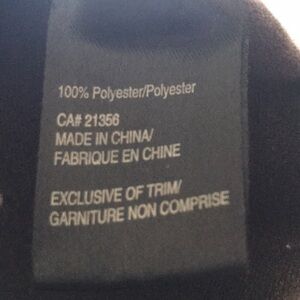 100% Polyester/Polyester
CA# 21356
MADE IN CHINA/
FABRIQUE EN CHINE
EXCLUSIVE OF TRIM/
GARNITURE NON COMPRISE